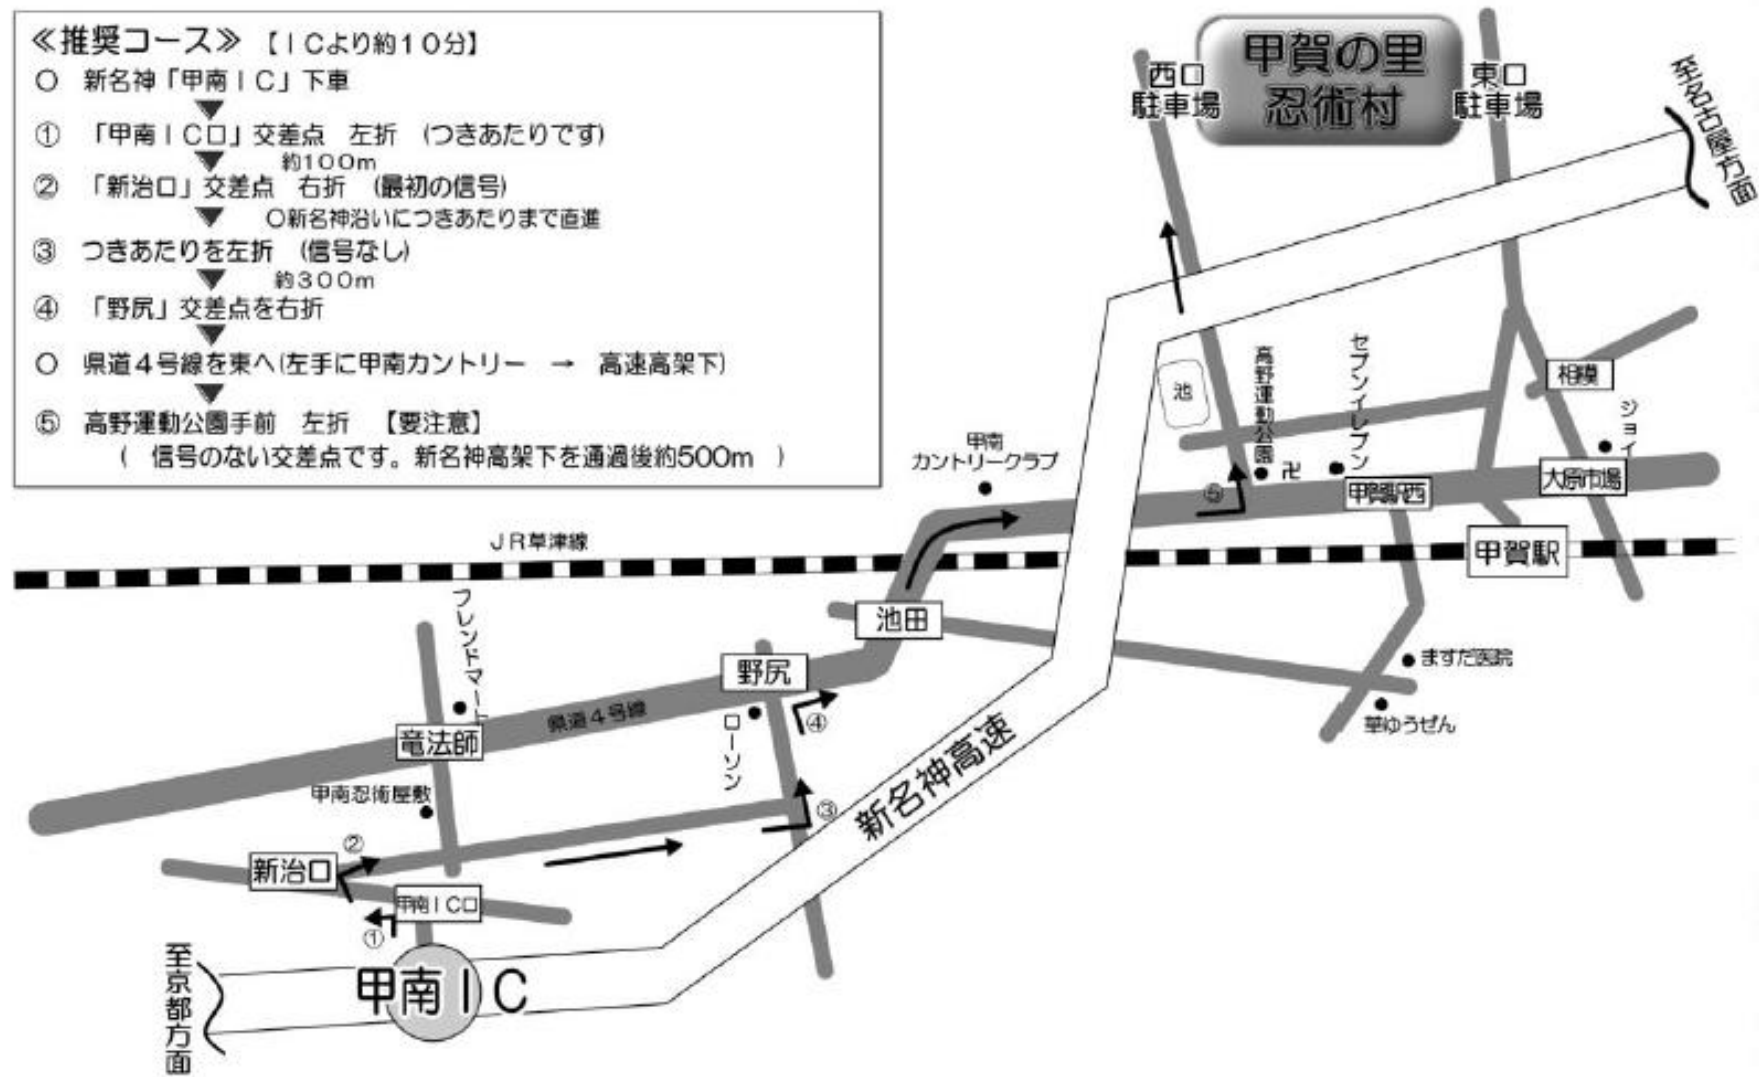 ≪推奨コース≫ 【ICより約10分】
○ 新名神「甲南IC」下車
▼
① 「甲南IC口」交差点 左折 (つきあたりです)
▼ 約100m
② 「新治口」交差点 右折 (最初の信号)
▼ ○新名神沿いにつきあたりまで直進
③ つきあたりを左折 (信号なし)
▼ 約300m
④ 「野尻」交差点を右折
▼
○ 県道4号線を東へ(左手に甲南カントリー → 高速高架下)
▼
⑤ 高野運動公園手前 左折 【要注意】
( 信号のない交差点です。新名神高架下を通過後約500m )
甲賀の里
忍術村
西口
駐車場
東口
駐車場
至名古屋方面
池
高野運動公園
セブンイレブン
相模
ジョイ
甲南
カントリークラブ
⑤
卍
甲賀駅西
大原市場
JR草津線
甲賀駅
フレンドマート
池田
野尻
ますだ医院
草ゆうぜん
県道4号線
④
竜法師
ローソン
新名神高速
甲南忍術屋敷
③
②
新治口
甲南IC口
①
甲南IC
至京都方面